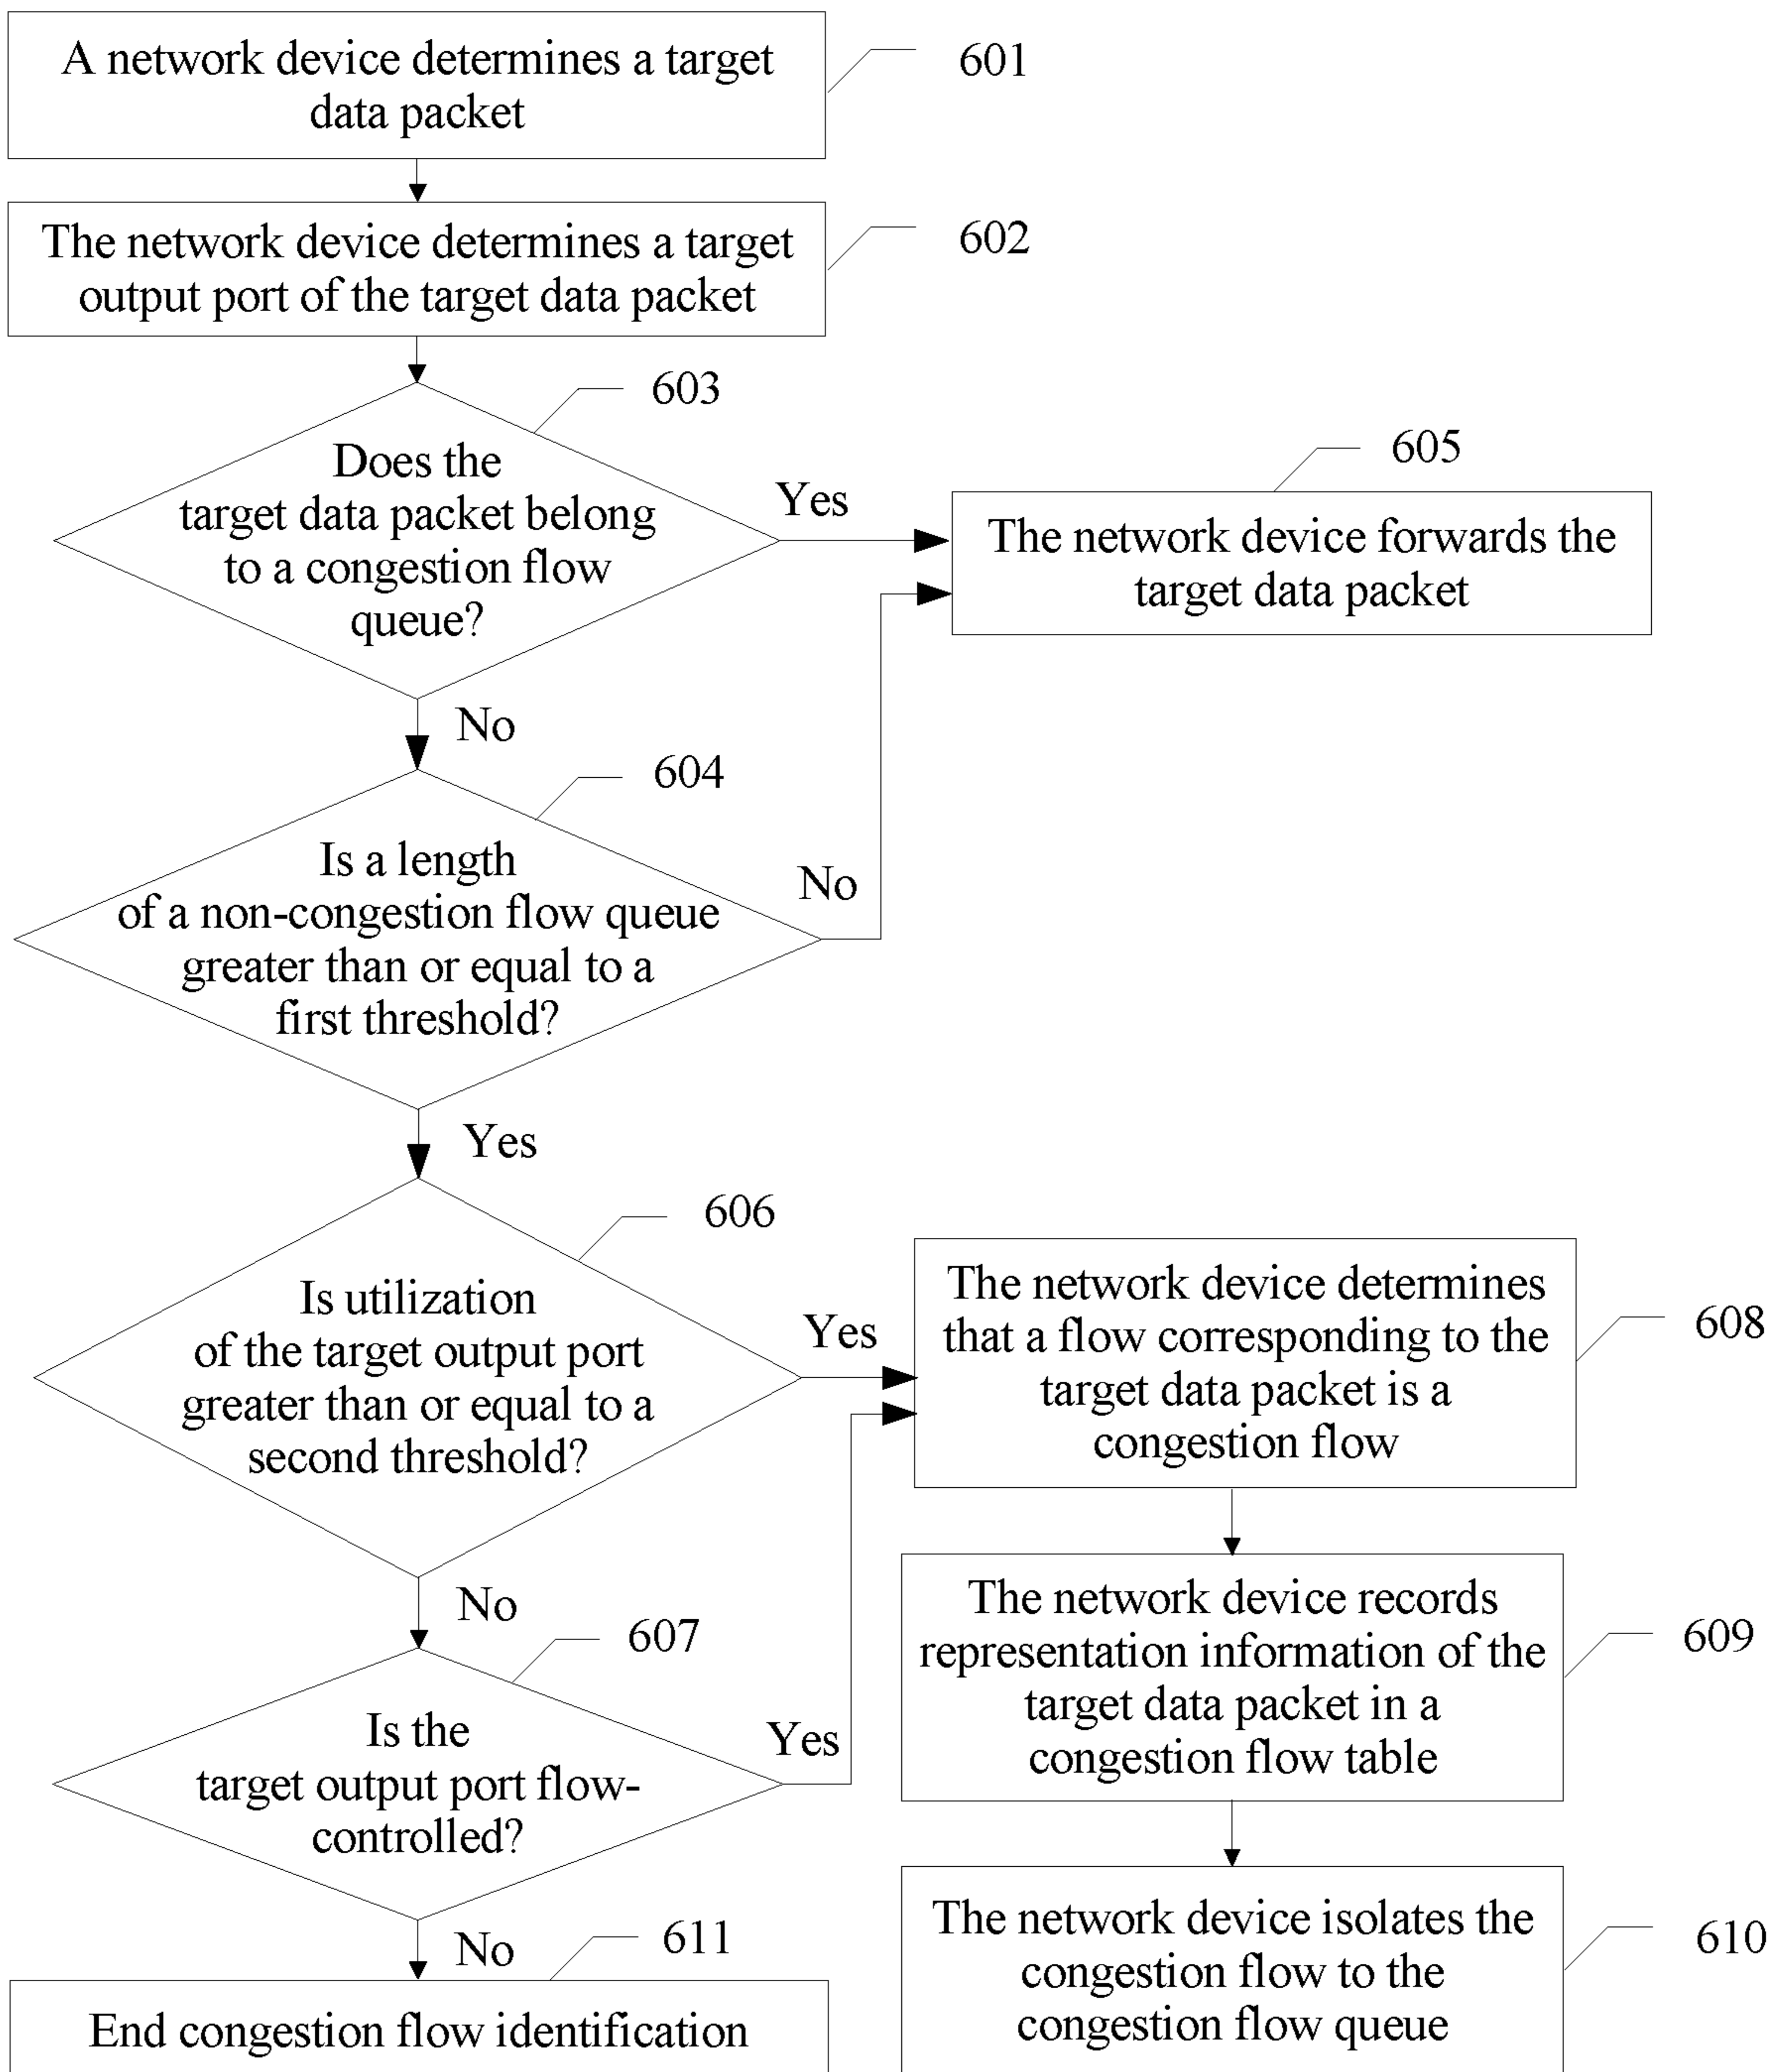 A network device determines a target
data packet
601
The network device determines a target
output port of the target data packet
602
603
Does the
target data packet belong
to a congestion flow
queue?
Yes
605
The network device forwards the
target data packet
No
604
Is a length
of a non-congestion flow queue
greater than or equal to a
first threshold?
No
Yes
606
Is utilization
of the target output port
greater than or equal to a
second threshold?
Yes
The network device determines
that a flow corresponding to the
target data packet is a
congestion flow
608
No
607
Is the
target output port flow-
controlled?
Yes
The network device records
representation information of the
target data packet in a
congestion flow table
609
No
611
End congestion flow identification
The network device isolates the
congestion flow to the
congestion flow queue
610